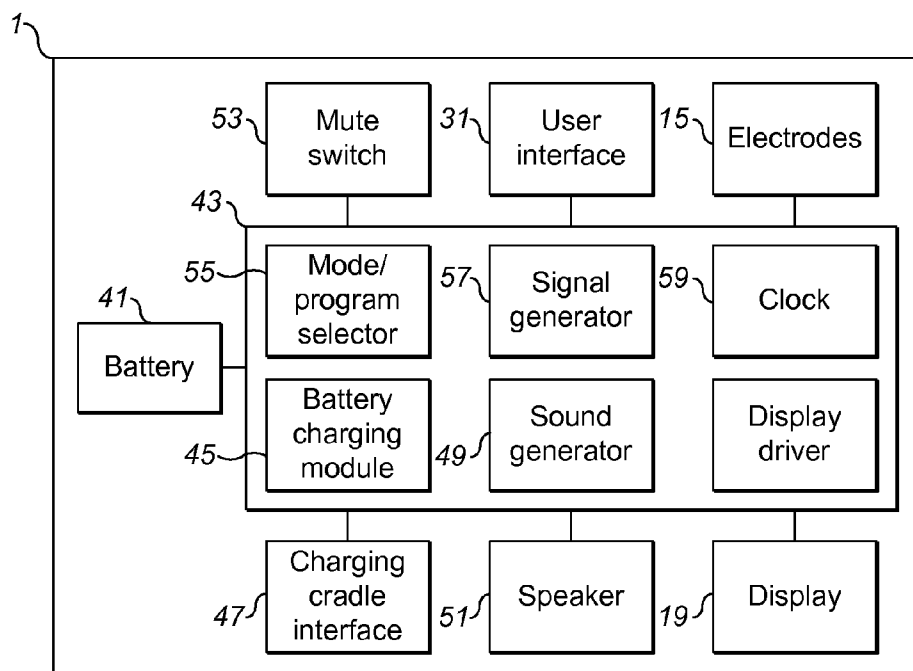 1
53
Mute
switch
31
User
interface
15
Electrodes
43
55
Mode/
program
selector
57
Signal
generator
59
Clock
41
Battery
45
Battery
charging
module
49
Sound
generator
Display
driver
47
Charging
cradle
interface
51
Speaker
19
Display